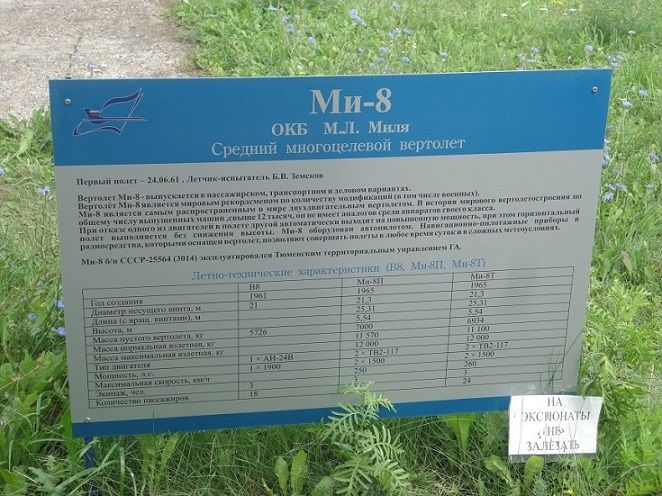 Ми-8
ОКБ М.Л. Миля
Средний многоцелевой вертолет
Первый полет – 24.06.61 . Летчик-испытатель Б.В. Земсков
Вертолет Ми-8 - выпускается в пассажирском, транспортном и деловом вариантах.
Вертолёт Ми-8 является мировым рекордсменом по количеству модификаций (в том числе военных).
Ми-8 является самым распространенным в мире двухдвигательным вертолетом. В истории мирового вертолетостроения по
общему числу выпущенных машин ,свыше 12 тысяч, он не имеет аналогов среди аппаратов своего класса.
При отказе одного из двигателей в полете другой автоматически выходит на повышенную мощность, при этом горизонтальный
полет выполняется без снижения высоты. Ми-8 оборудован автопилотом. Навигационно-пилотажные приборы и
радиосредства, которыми оснащен вертолет, позволяют совершать полеты в любое время суток и в сложных метеоусловиях.
Ми-8 б/н СССР-25564 (3014) эксплуатировался Тюменским территориальным управлением ГА.
Летно-технические характеристики (В8, Ми-8П, Ми-8Т)
В8 Ми-8П Ми-8Т
Год создания 1961 1965 1965
Диаметр несущего винта, м 21 21,3 21,3
Длина (с вращ. винтами), м 25,31 25,31
Высота, м 5,54 5,54
Масса пустого вертолета, кг 5726 7000 6934
Масса нормальная взлетная, кг 11 570 11 100
Масса максимальная взлетная, кг 12 000 12 000
Тип двигателя 1 × АИ-24В 2 × ТВ2-117 2 × ТВ2-117
Мощность, л.с. 1 × 1900 2 × 1500 2 × 1500
Максимальная скорость, км/ч 250 260
Экипаж, чел. 3 3 3
Количество пассажиров 18 24
НА
ЭКСПОНАТЫ
НЕ
ЗАЛЕЗАТЬ